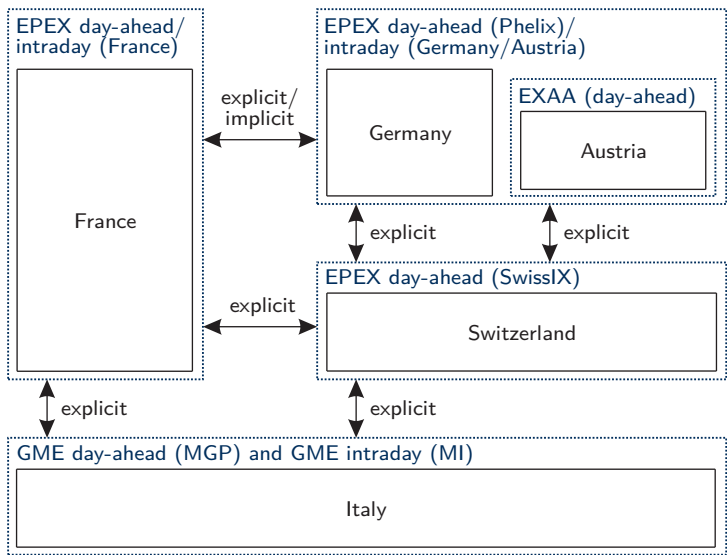 EPEX day-ahead/
intraday (France)
France
explicit/
implicit
EPEX day-ahead (Phelix)/
intraday (Germany/Austria)
Germany
EXAA (day-ahead)
Austria
explicit
explicit
explicit
EPEX day-ahead (SwissIX)
Switzerland
explicit
explicit
GME day-ahead (MGP) and GME intraday (MI)
Italy